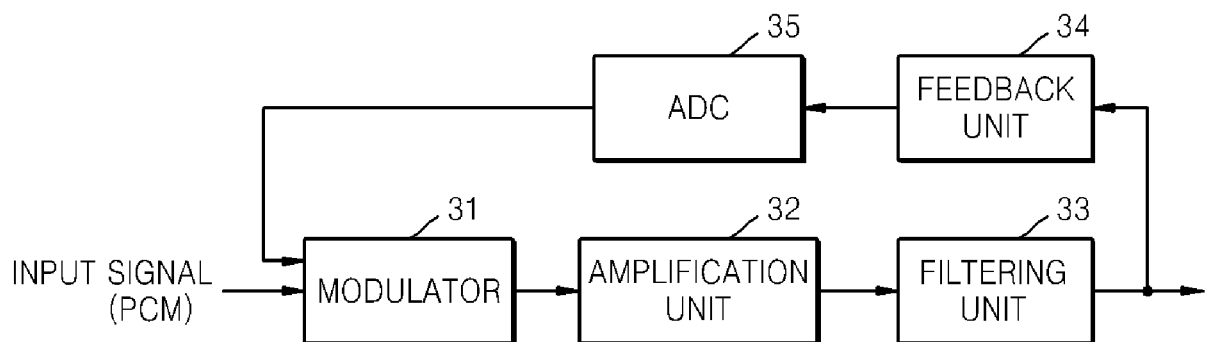 35
34
ADC
FEEDBACK
UNIT
31
32
33
INPUT SIGNAL
(PCM)
MODULATOR
AMPLIFICATION
UNIT
FILTERING
UNIT